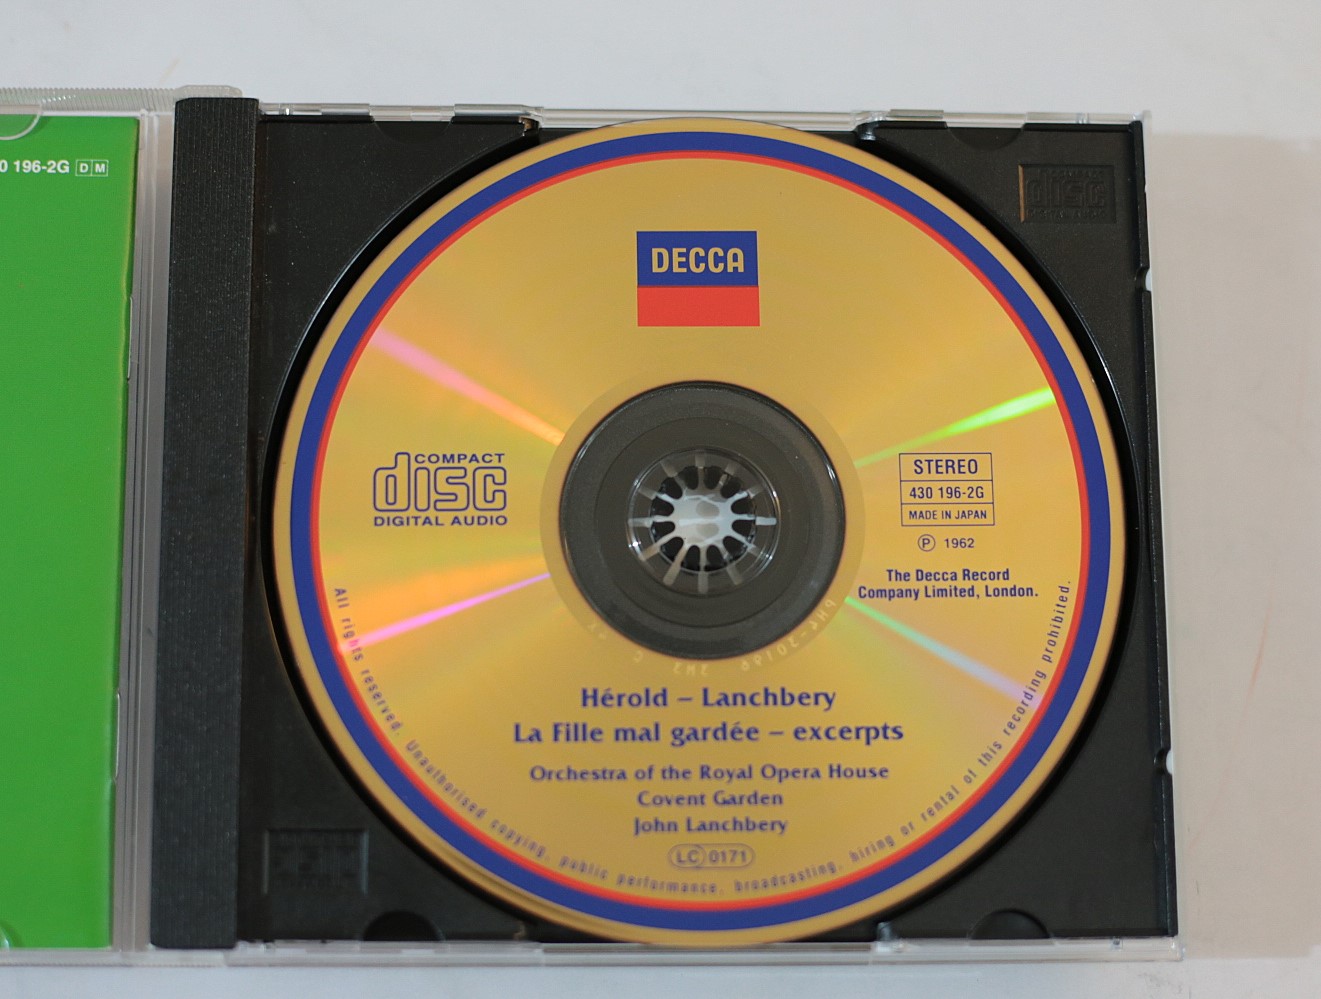 0 196-2G DM
DECCA
COMPACT
disc
DIGITAL AUDIO
STEREO
430 196-2G
MADE IN JAPAN
Ⓟ 1962
The Decca Record
Company Limited, London.
Hérold – Lanchbery
La Fille mal gardée – excerpts
Orchestra of the Royal Opera House
Covent Garden
John Lanchbery
LC 0171
All rights reserved. Unauthorised copying, public performance, broadcasting, hiring or rental of this recording prohibited.
disc